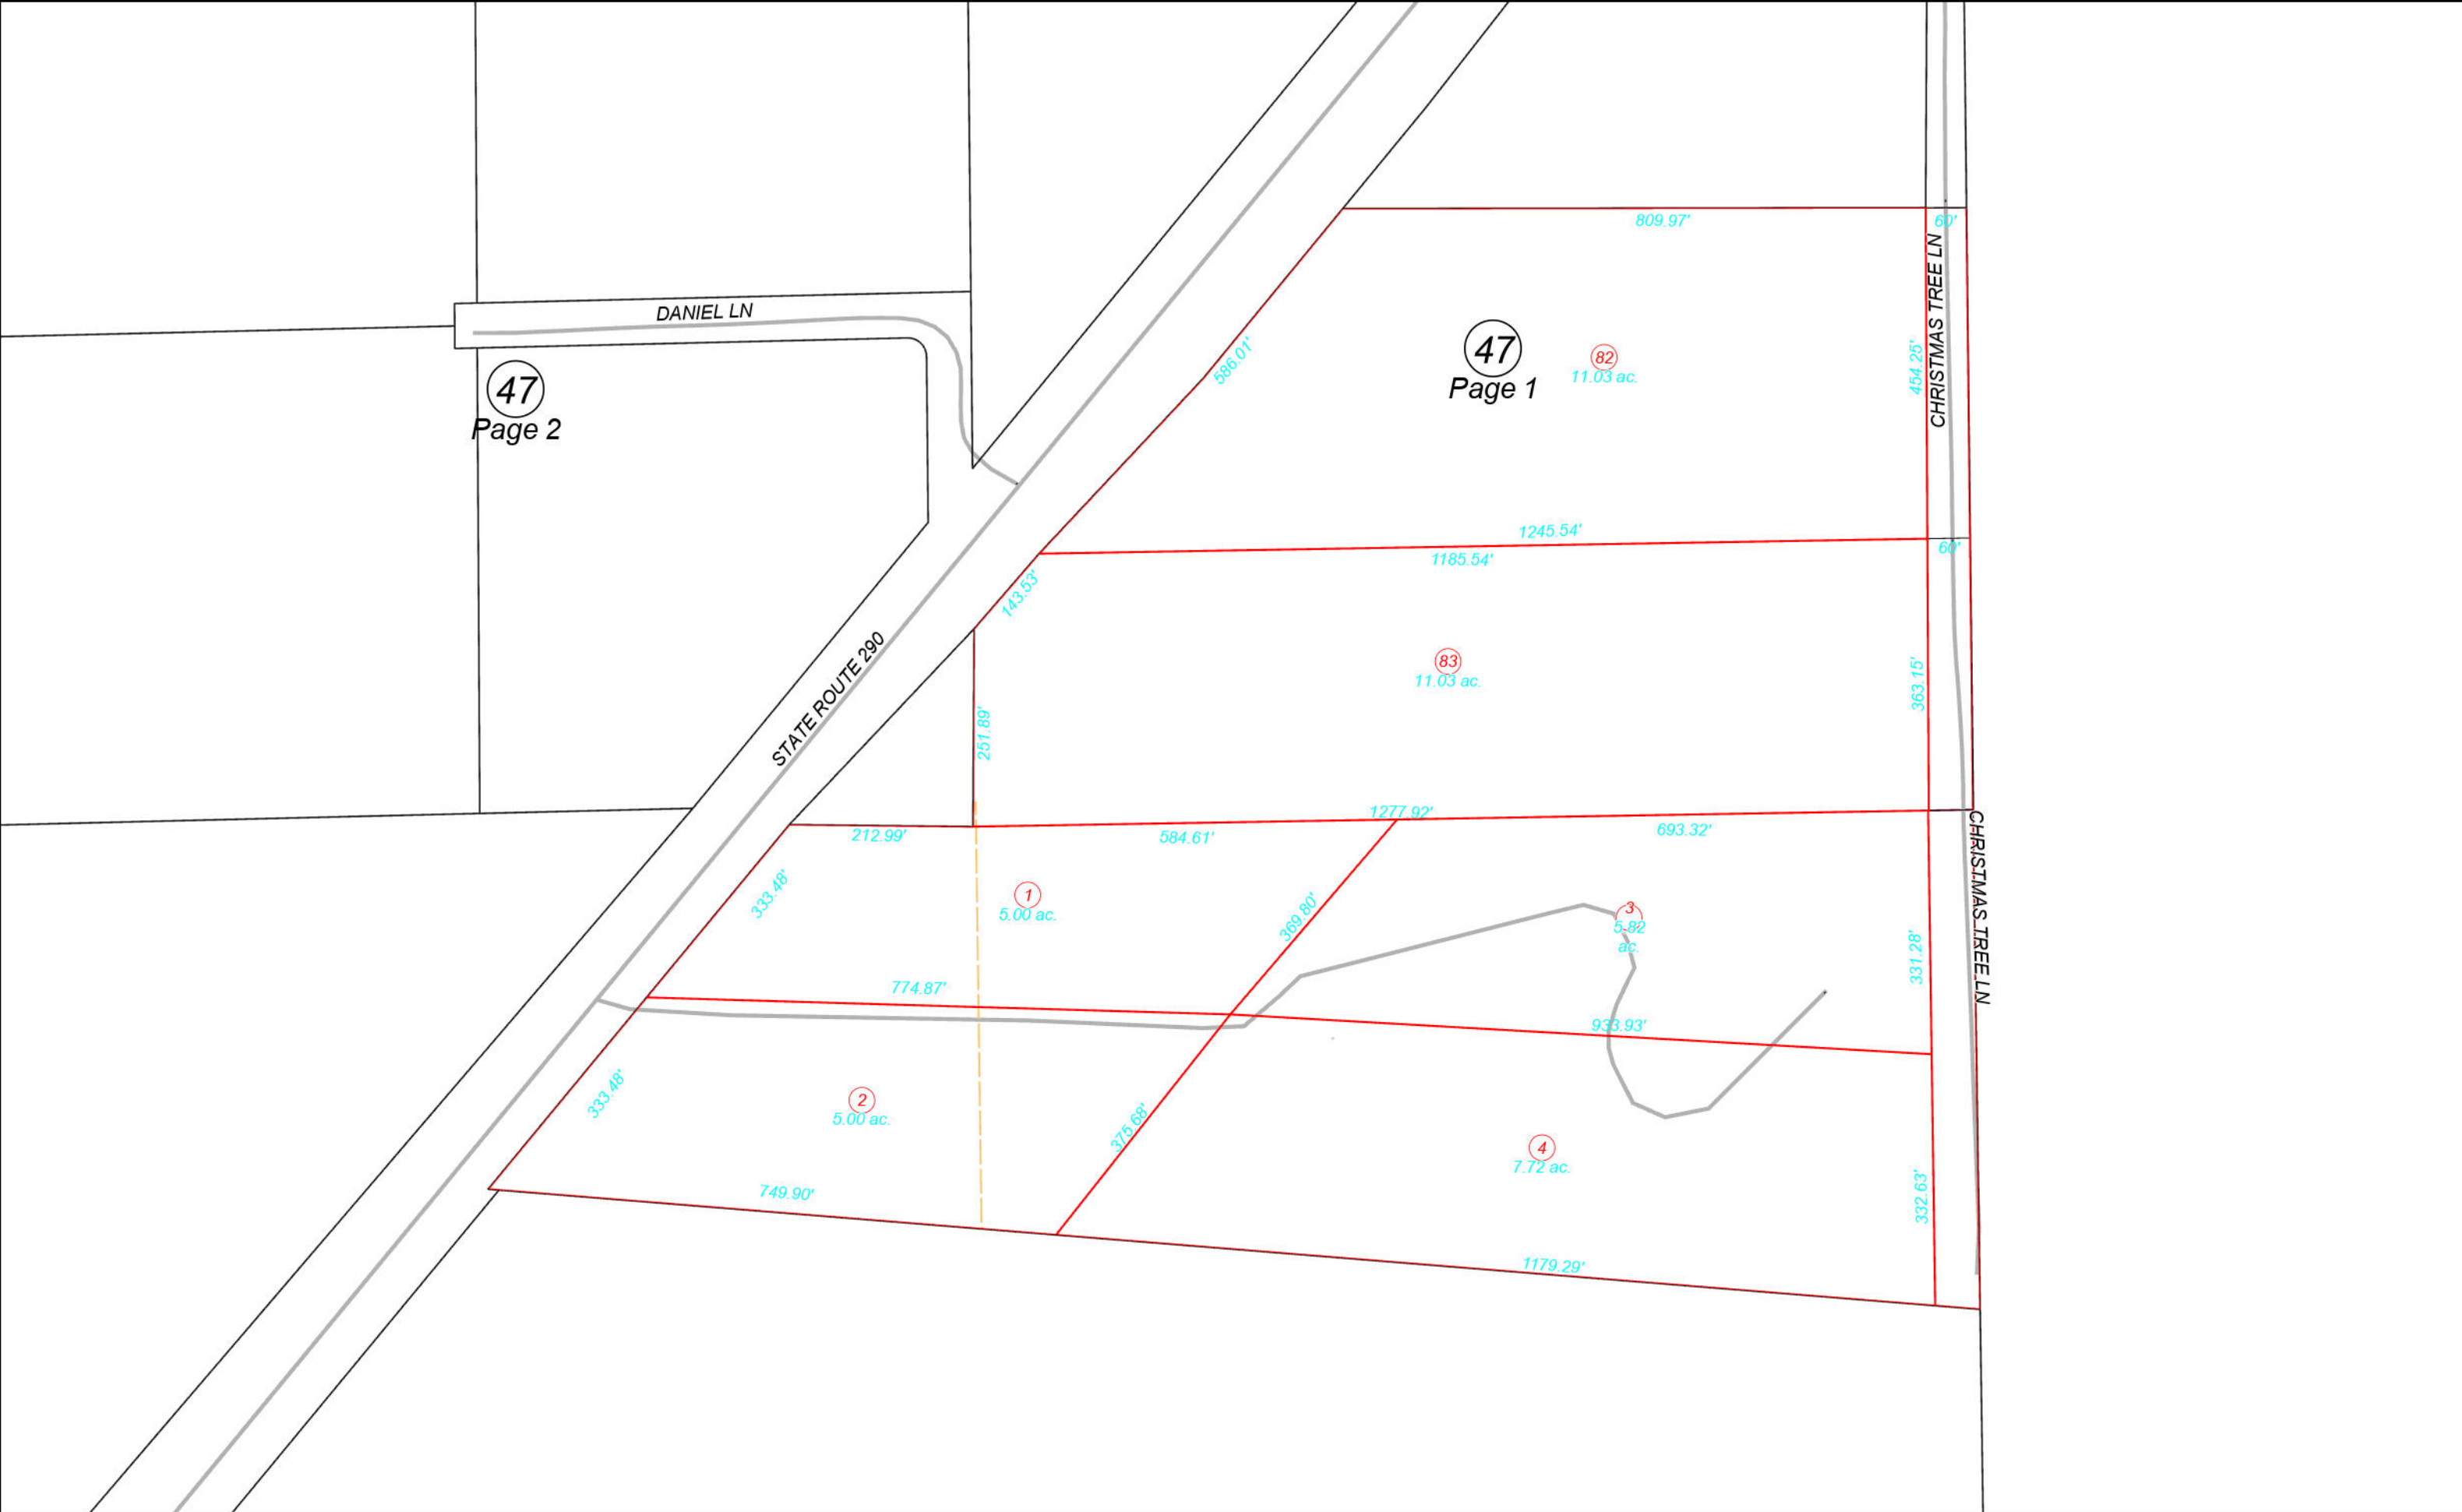 809.97'
60'
CHRISTMAS TREE LN
DANIEL LN
47
Page 1
82
11.03 ac.
586.01'
454.25'
47
Page 2
1245.54'
1185.54'
60'
143.53'
STATE ROUTE 290
83
11.03 ac.
363.15'
251.89'
1277.92'
212.99'
584.61'
693.32'
CHRISTMAS TREE LN
333.48'
1
5.00 ac.
369.80'
3
5.82
ac.
331.28'
774.87'
933.93'
333.48'
2
5.00 ac.
375.68'
4
7.72 ac.
332.63'
749.90'
1179.29'